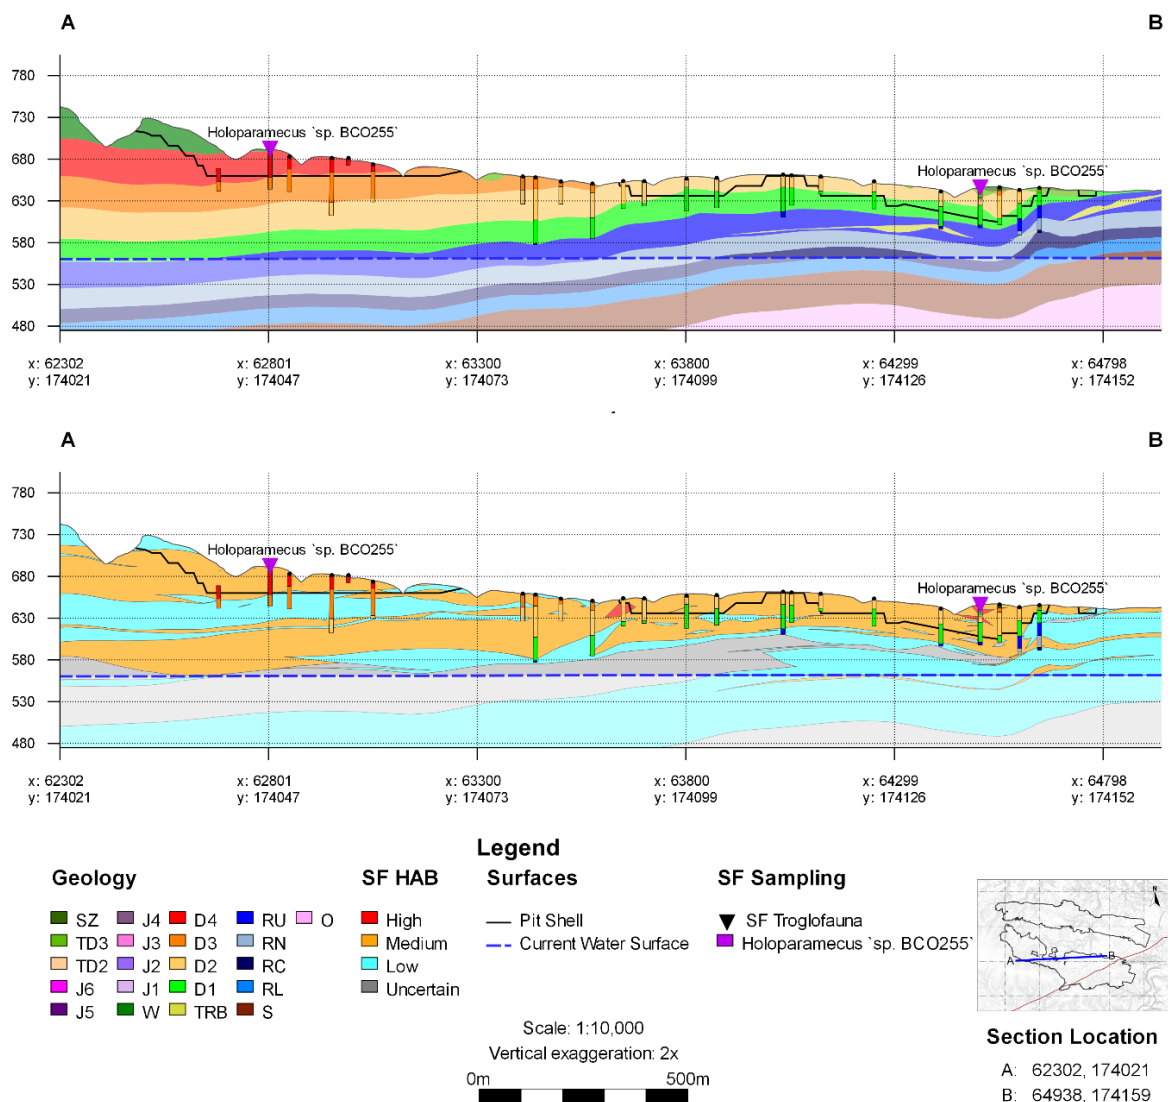 A B
780
730
Holoparamecus `sp. BCO255`
680
Holoparamecus `sp. BCO255`
630
580
530
480
x: 62302 x: 62801 x: 63300 x: 63800 x: 64299 x: 64798
y: 174021 y: 174047 y: 174073 y: 174099 y: 174126 y: 174152
-
A B
780
730
Holoparamecus `sp. BCO255`
680
Holoparamecus `sp. BCO255`
630
580
530
480
x: 62302 x: 62801 x: 63300 x: 63800 x: 64299 x: 64798
y: 174021 y: 174047 y: 174073 y: 174099 y: 174126 y: 174152
Legend
Geology SF HAB Surfaces SF Sampling
SZ J4 D4 RU O High Pit Shell SF Troglofauna
TD3 J3 D3 RN Medium Current Water Surface Holoparamecus `sp. BCO255`
TD2 J2 D2 RC Low
J6 J1 D1 RL Uncertain
J5 W TRB S
N
A B
Scale: 1:10,000
Vertical exaggeration: 2x
0m 500m
Section Location
A: 62302, 174021
B: 64938, 174159